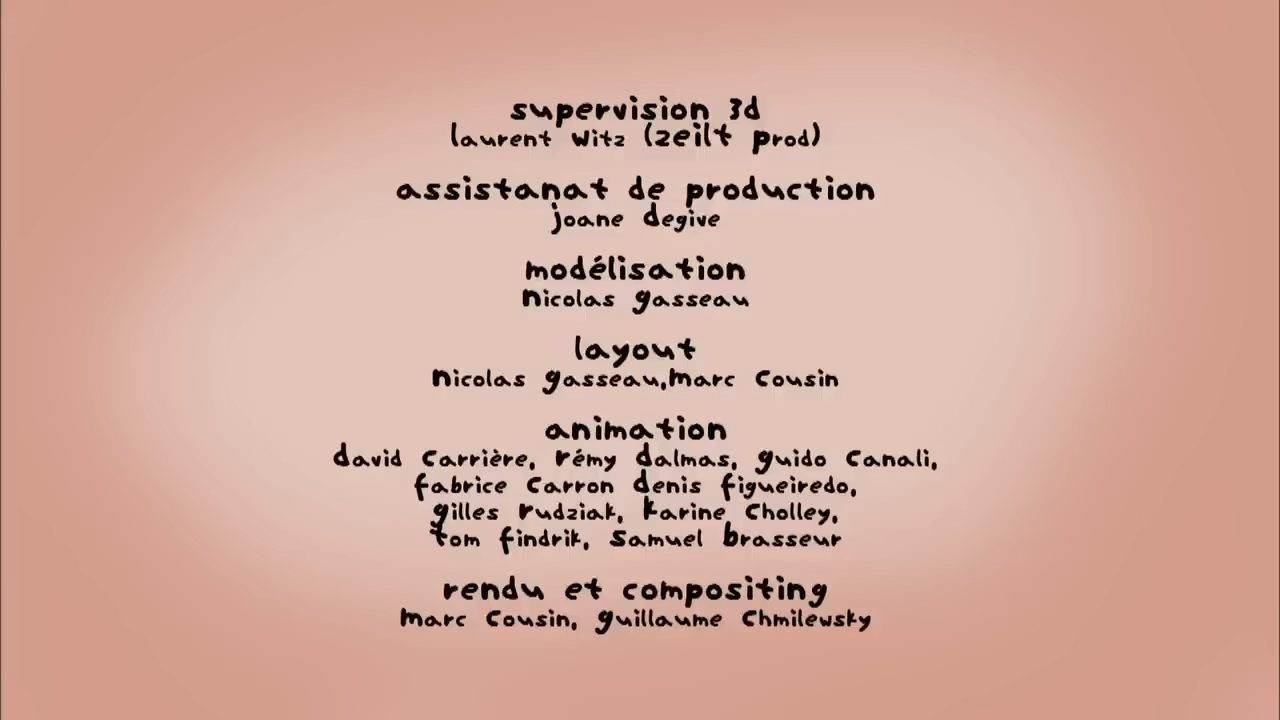 supervision 3d
laurent Witz (zeilt prod)
assistanat de production
joane degive
modélisation
nicolas gasseau
layout
nicolas gasseau,marc Cousin
animation
david Carrière, rémy dalmas, guido Canali,
fabrice Carron denis figueiredo,
gilles rudziak, karine Cholley,
tom findrik, Samuel brasseur
rendu et compositing
marc Cousin, guillaume Chmilewsky